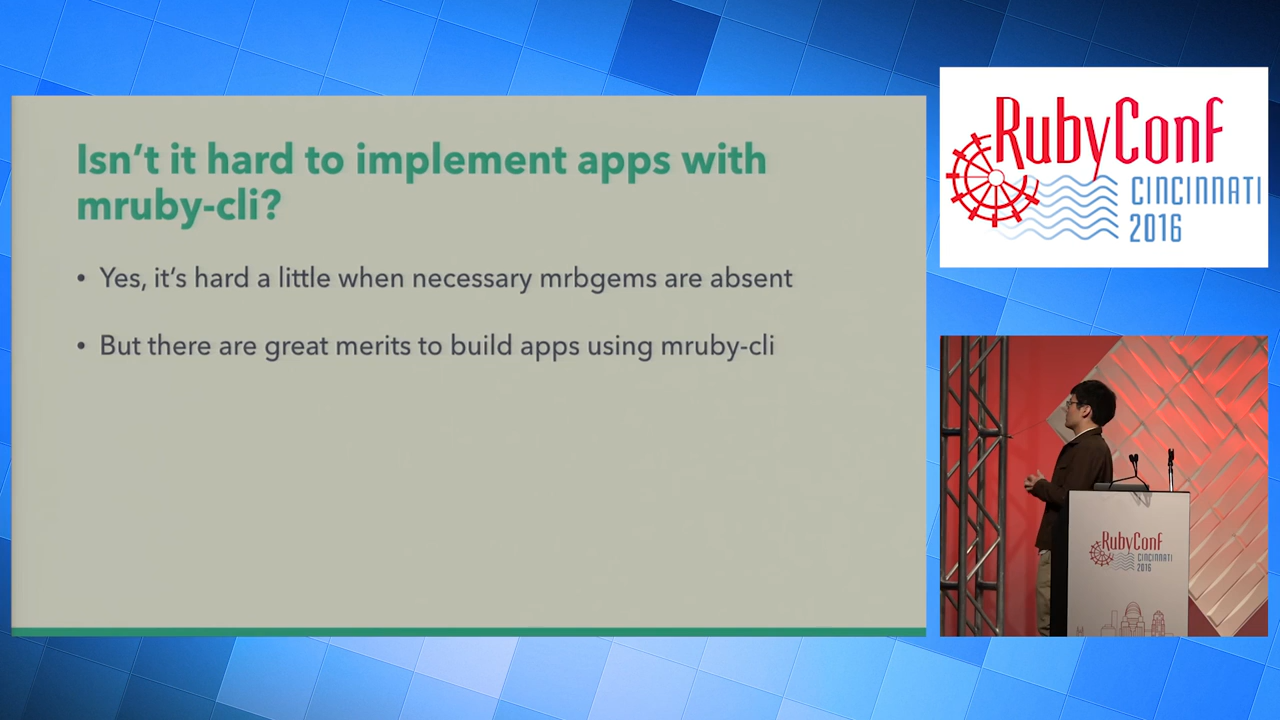 Isn't it hard to implement apps with
mruby-cli?
• Yes, it's hard a little when necessary mrbgems are absent
• But there are great merits to build apps using mruby-cli
RubyConf
CINCINNATI
2016
RubyConf
CINCINNATI
2016